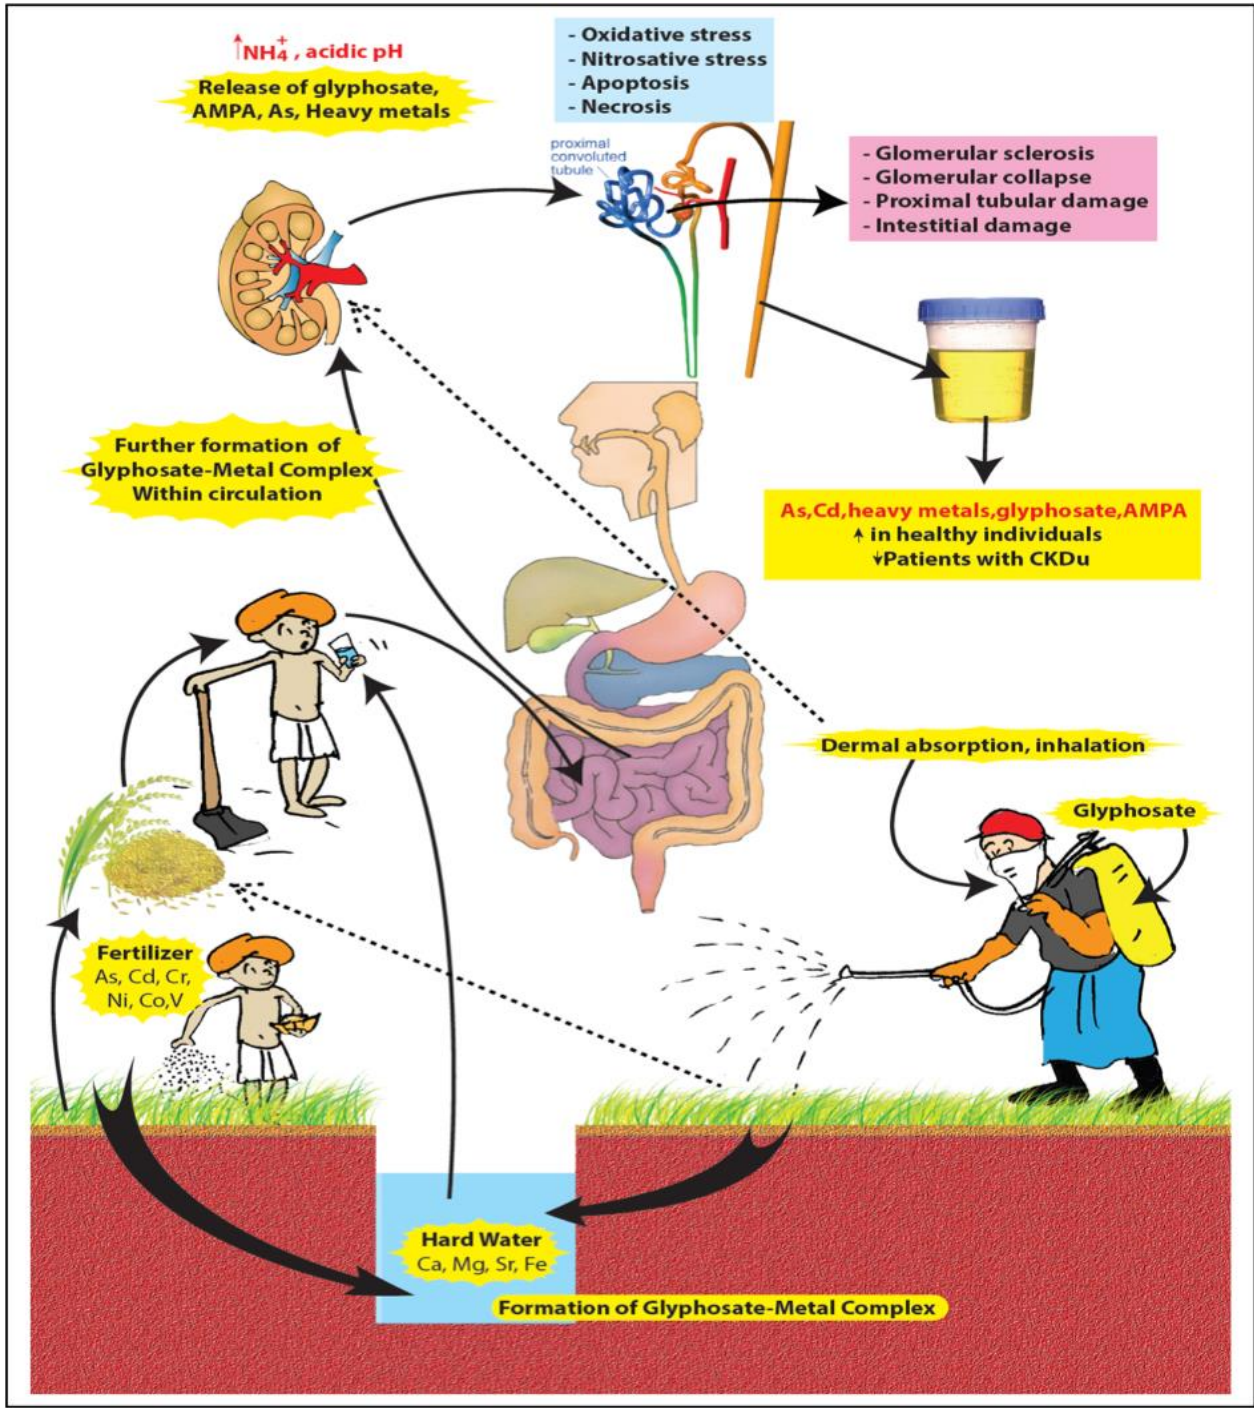 ↑NH₄⁺, acidic pH
Release of glyphosate,
AMPA, As, Heavy metals
- Oxidative stress
- Nitrosative stress
- Apoptosis
- Necrosis
proximal
convoluted
tubule
- Glomerular sclerosis
- Glomerular collapse
- Proximal tubular damage
- Intestitial damage
Further formation of
Glyphosate-Metal Complex
Within circulation
As,Cd,heavy metals,glyphosate,AMPA
↑ in healthy individuals
↓Patients with CKDu
Dermal absorption, inhalation
Glyphosate
Fertilizer
As, Cd, Cr,
Ni, Co,V
Hard Water
Ca, Mg, Sr, Fe
Formation of Glyphosate-Metal Complex